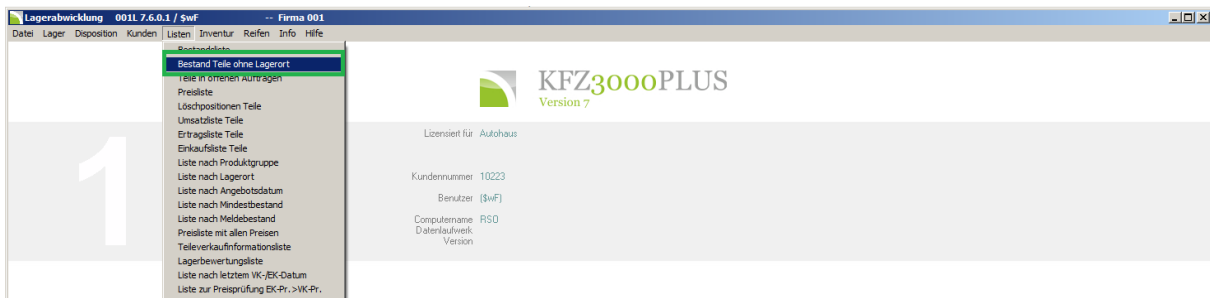 Lagerabwicklung 001L 7.6.0.1 / $wF -- Firma 001
Datei Lager Disposition Kunden Listen Inventur Reifen Info Hilfe
Bestandsliste
Bestand Teile ohne Lagerort
Teile in offenen Aufträgen
Preisliste
Löschpositionen Teile
Umsatzliste Teile
Ertragsliste Teile
Einkaufsliste Teile
Liste nach Produktgruppe
Liste nach Lagerort
Liste nach Angebotsdatum
Liste nach Mindestbestand
Liste nach Meldebestand
Preisliste mit allen Preisen
Teileverkaufinformationsliste
Lagerbewertungsliste
Liste nach letztem VK-/EK-Datum
Liste zur Preisprüfung EK-Pr.>VK-Pr.
KFZ3000PLUS
Version 7
1
Lizensiert für Autohaus
Kundennummer 10223
Benutzer ($wF)
Computername RSO
Datenlaufwerk
Version